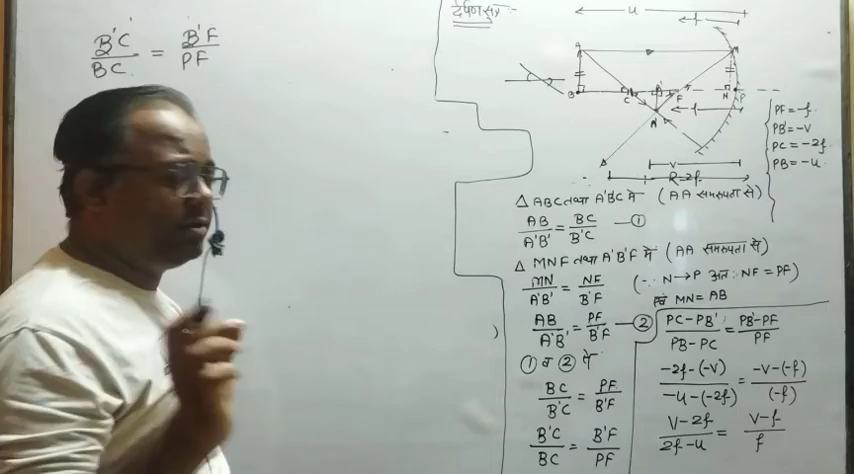 B'C / BC = B'F / PF
दर्पण सूत्र :-
u
f
A
M
B
C
B'
F
N
P
A'
f
v
R=2f
PF = -f
PB' = -v
PC = -2f
PB = -u
△ ABC तथा A'B'C में (AA समरूपता से)
AB / A'B' = BC / B'C — ①
△ MNF तथा A'B'F में (AA समरूपता से)
MN / A'B' = NF / B'F (∵ N→P अतः NF = PF)
एवं MN = AB
AB / A'B' = PF / B'F — ②
① व ② से
BC / B'C = PF / B'F
B'C / BC = B'F / PF
PC-PB' / PB-PC = PB'-PF / PF
-2f-(-v) / -u-(-2f) = -v-(-f) / (-f)
v-2f / 2f-u = v-f / f